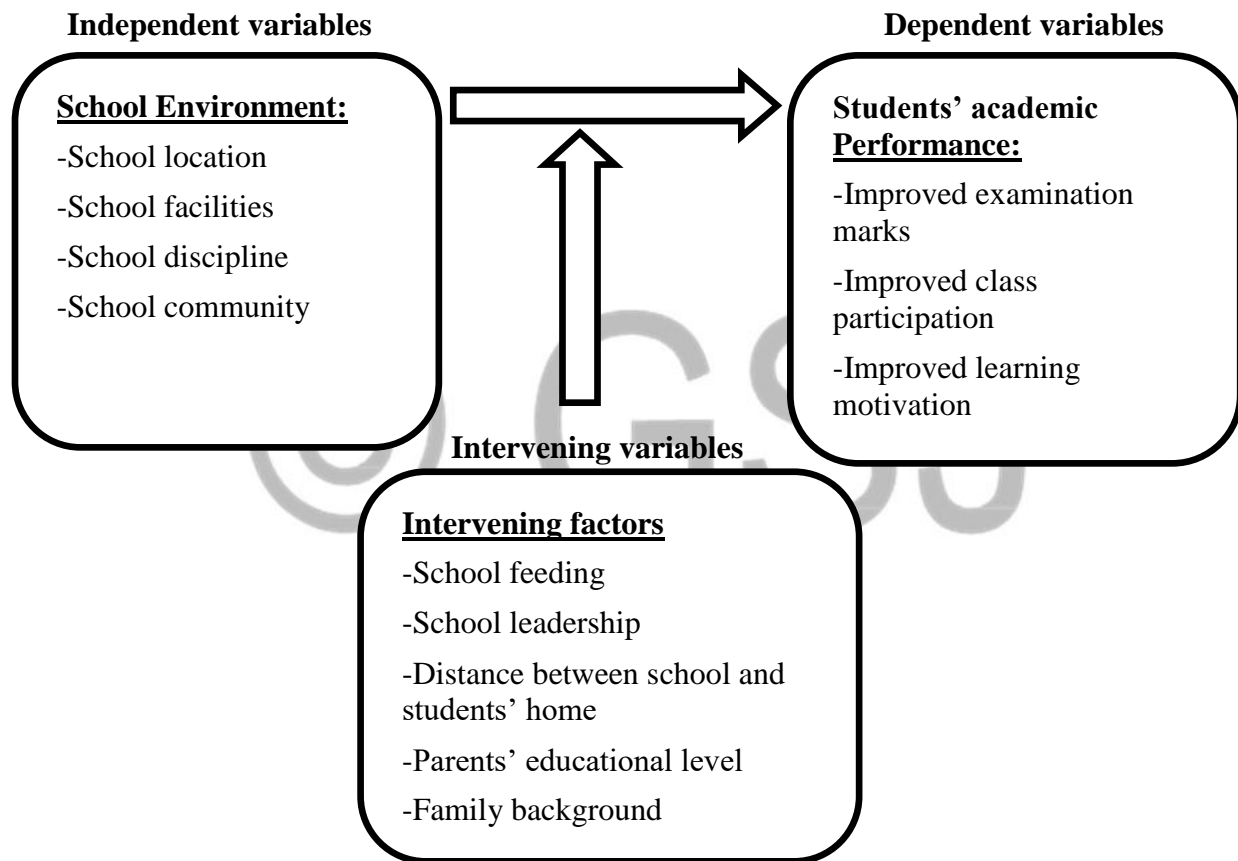 Independent variables
Dependent variables
School Environment:
-School location
-School facilities
-School discipline
-School community
Students’ academic
Performance:
-Improved examination
marks
-Improved class
participation
-Improved learning
motivation
Intervening variables
Intervening factors
-School feeding
-School leadership
-Distance between school and
students’ home
-Parents’ educational level
-Family background